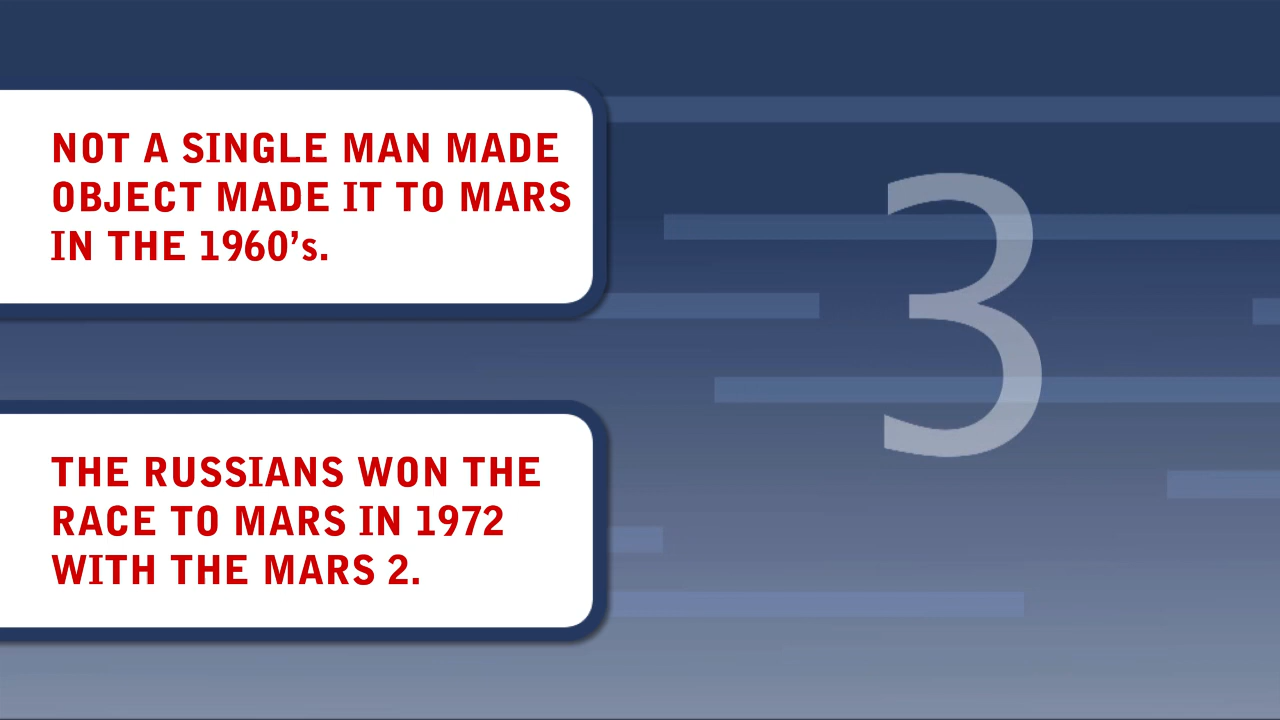 NOT A SINGLE MAN MADE
OBJECT MADE IT TO MARS
IN THE 1960’s.
THE RUSSIANS WON THE
RACE TO MARS IN 1972
WITH THE MARS 2.
3